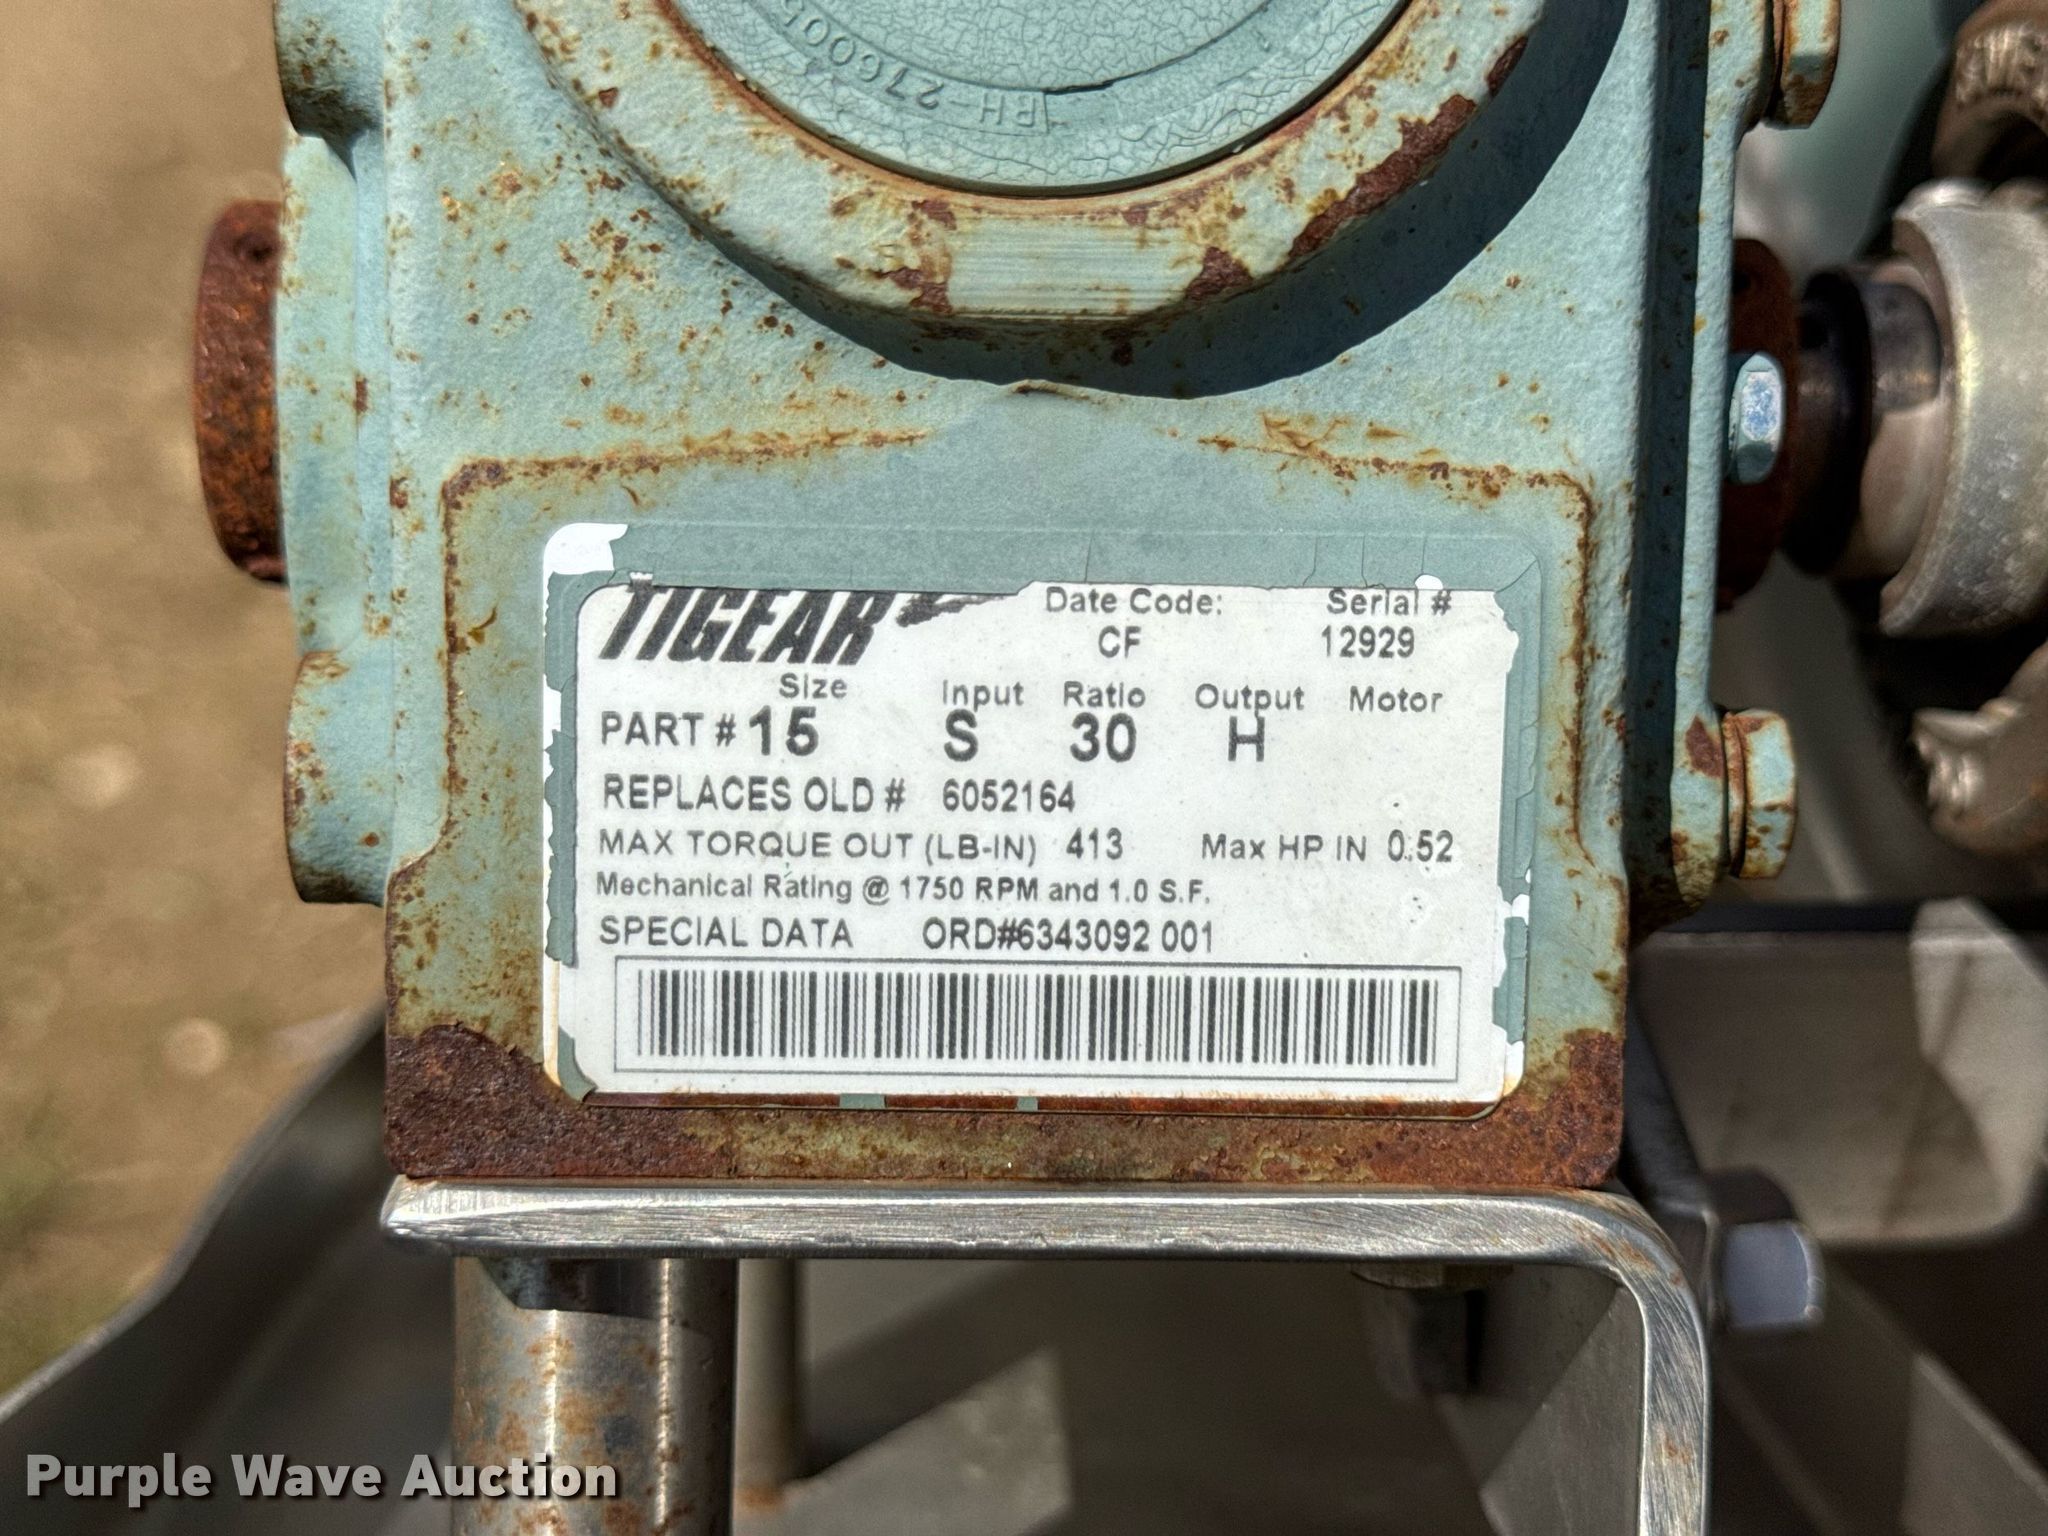 RH-276005
TIGEAR
Date Code: Serial #
CF 12929
Size Input Ratio Output Motor
PART # 15 S 30 H
REPLACES OLD # 6052164
MAX TORQUE OUT (LB-IN) 413 Max HP IN 0.52
Mechanical Rating @ 1750 RPM and 1.0 S.F.
SPECIAL DATA ORD#6343092 001
Purple Wave Auction